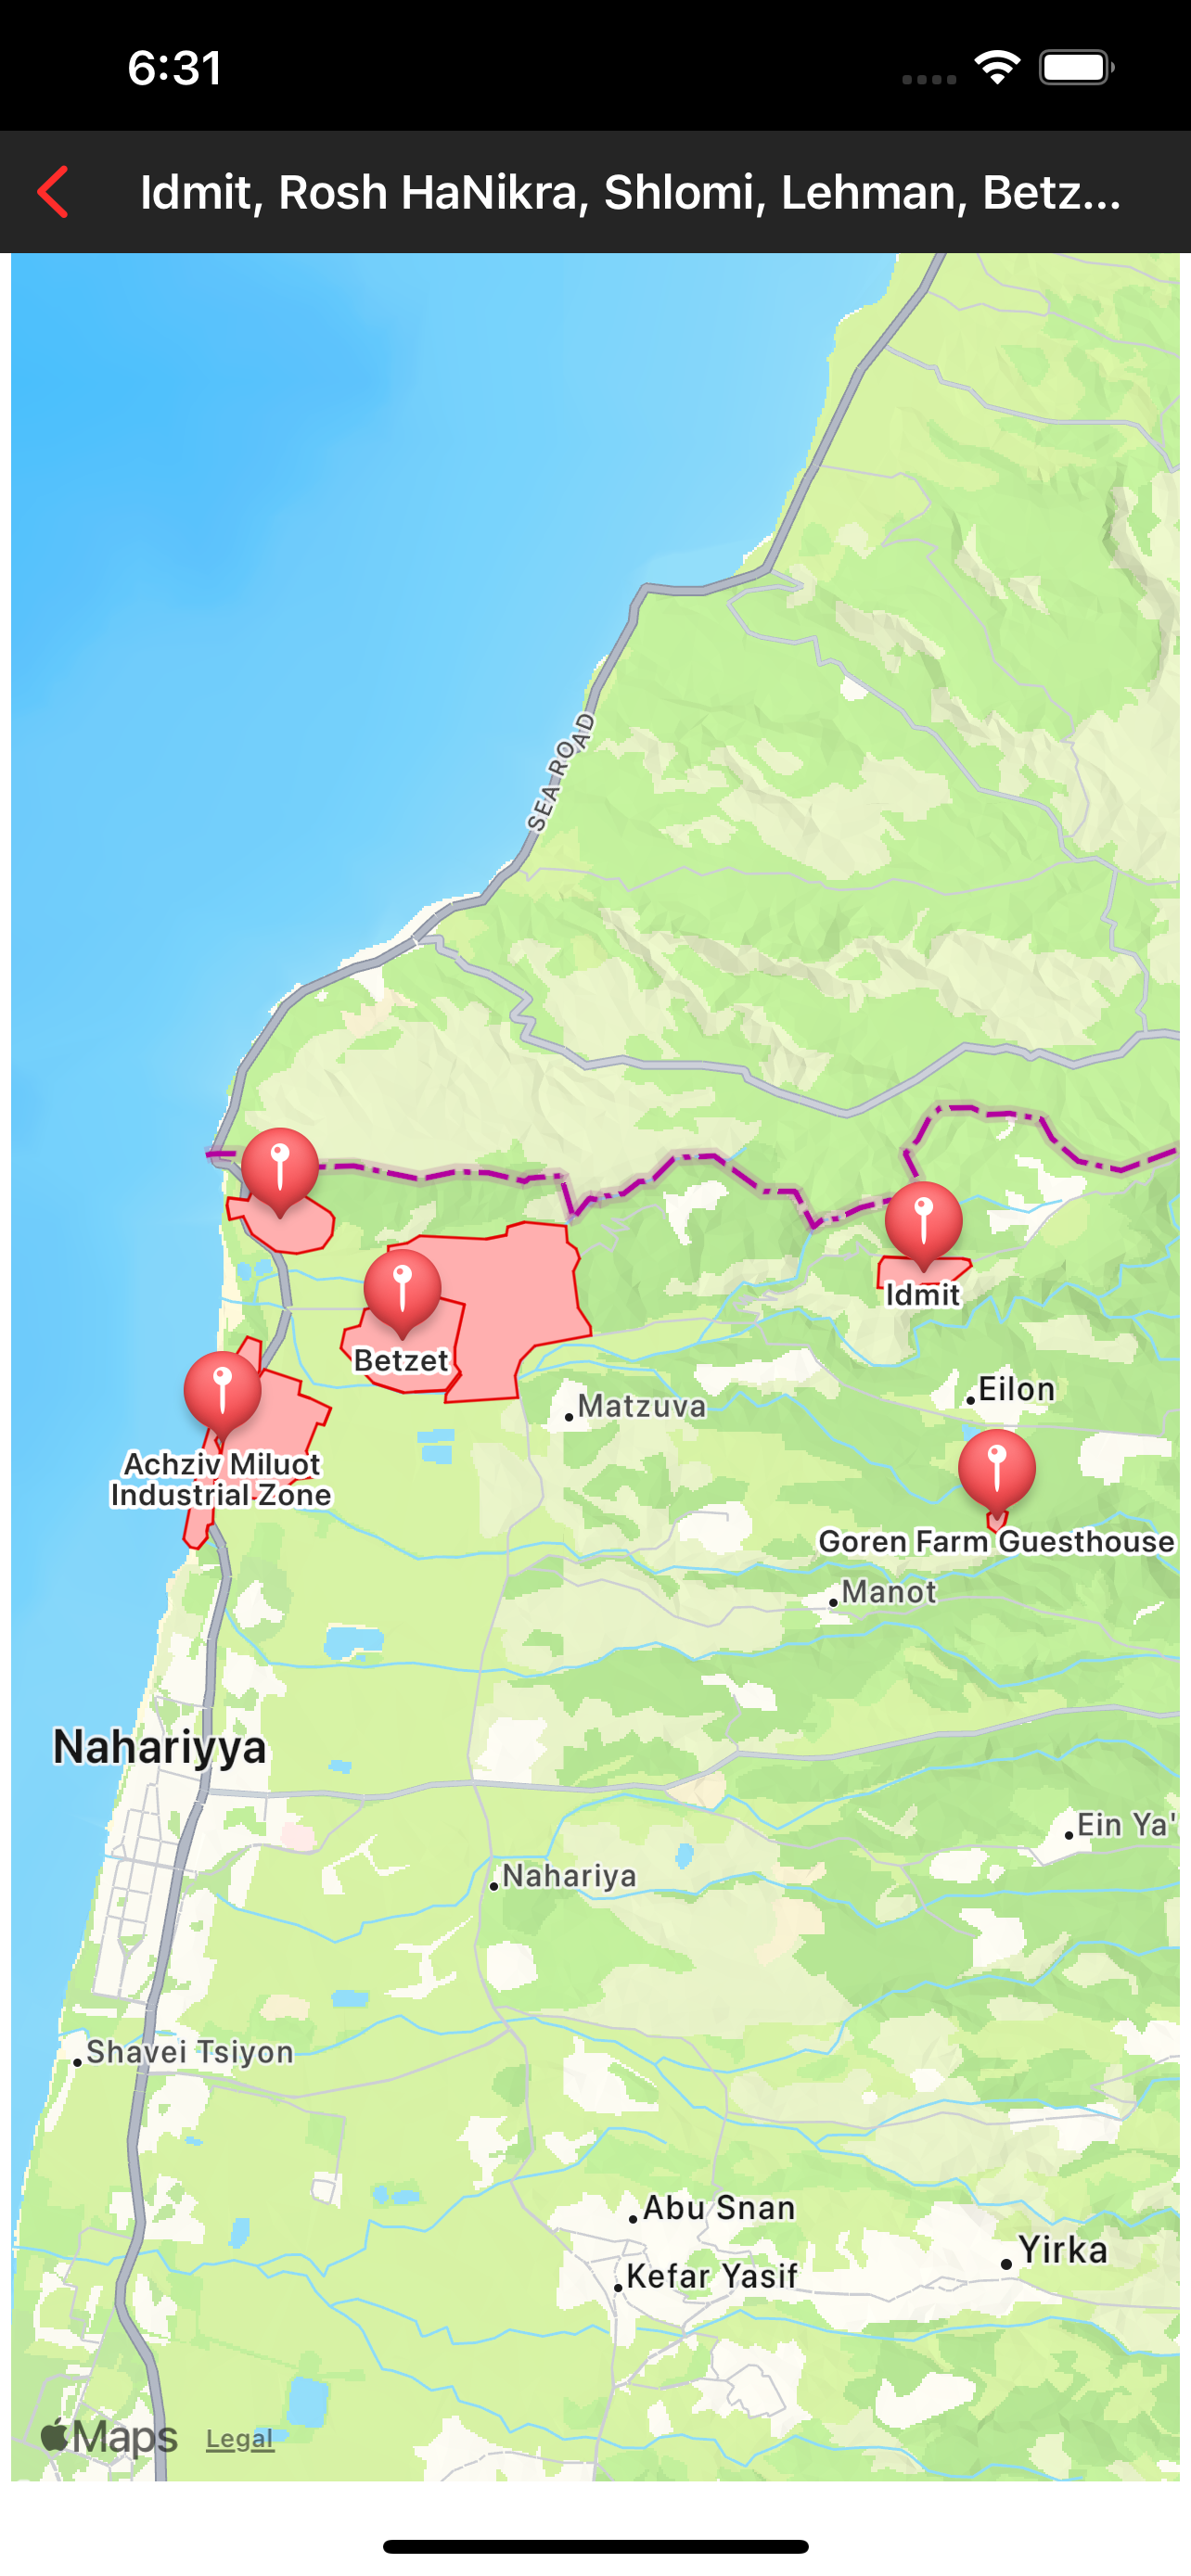 6:31
Idmit, Rosh HaNikra, Shlomi, Lehman, Betz...
SEA ROAD
Idmit
Betzet
Eilon
Matzuva
Achziv Miluot
Industrial Zone
Goren Farm Guesthouse
Manot
Nahariyya
Ein Ya'
Nahariya
Shavei Tsiyon
Abu Snan
Yirka
Kefar Yasif
Maps
Legal